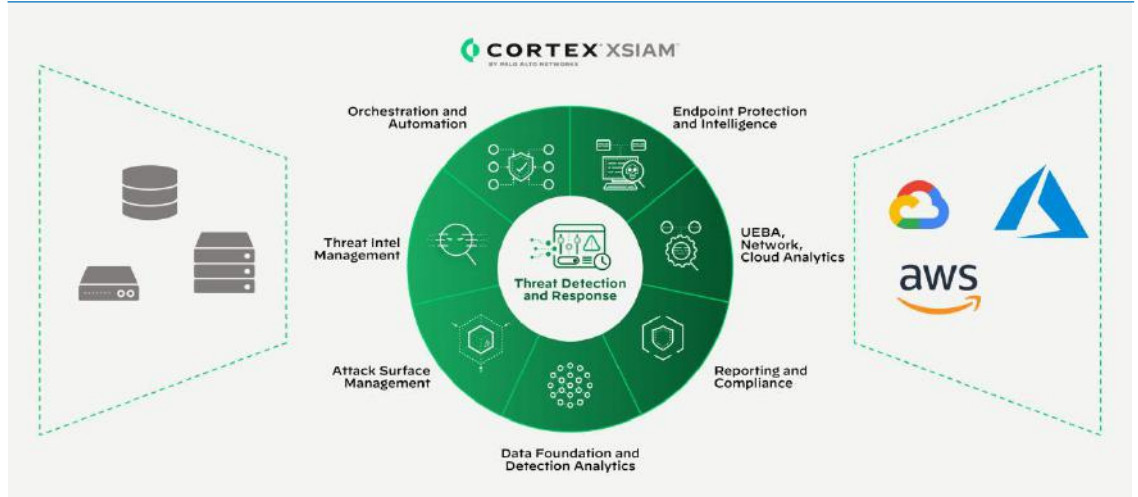 CORTEX XSIAM
BY PALO ALTO NETWORKS
Orchestration and
Automation
Endpoint Protection
and Intelligence
Threat Intel
Management
UEBA,
Network,
Cloud Analytics
Threat Detection
and Response
aws
Attack Surface
Management
Reporting and
Compliance
Data Foundation and
Detection Analytics